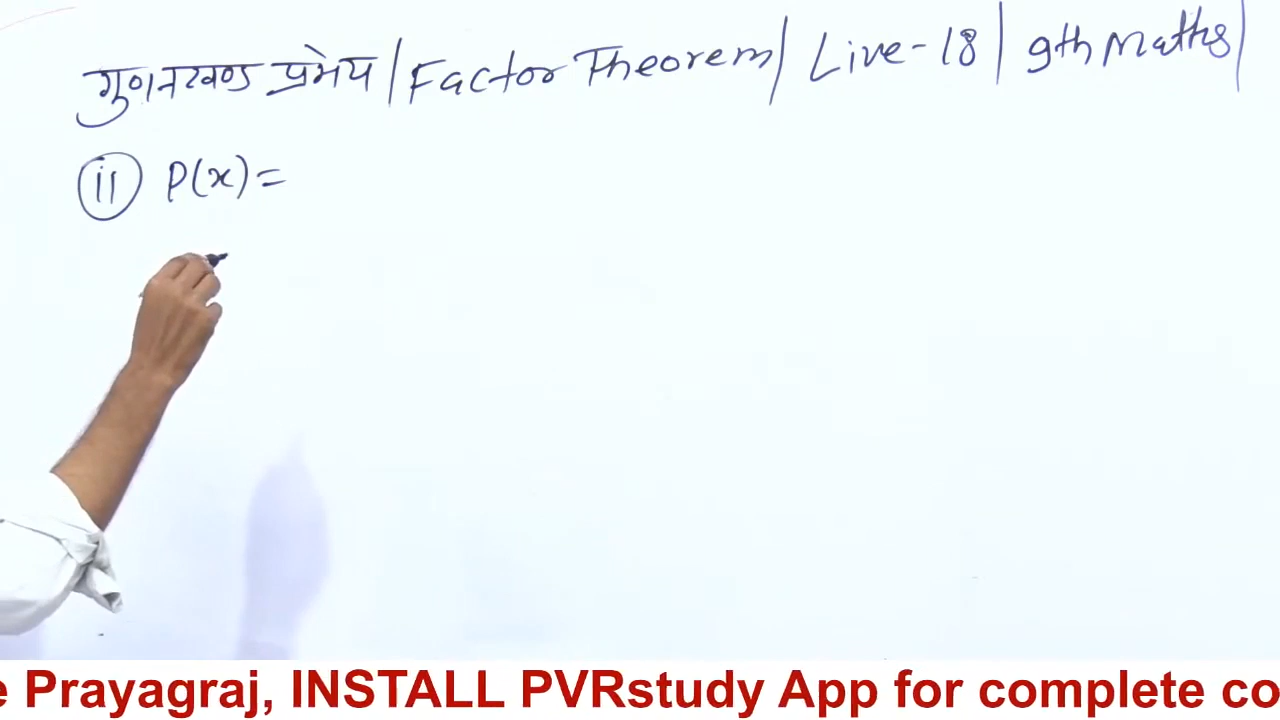 गुणनखण्ड प्रमेय | Factor Theorem | Live-18 | 9th Maths |
(ii) P(x) =
e Prayagraj, INSTALL PVRstudy App for complete co